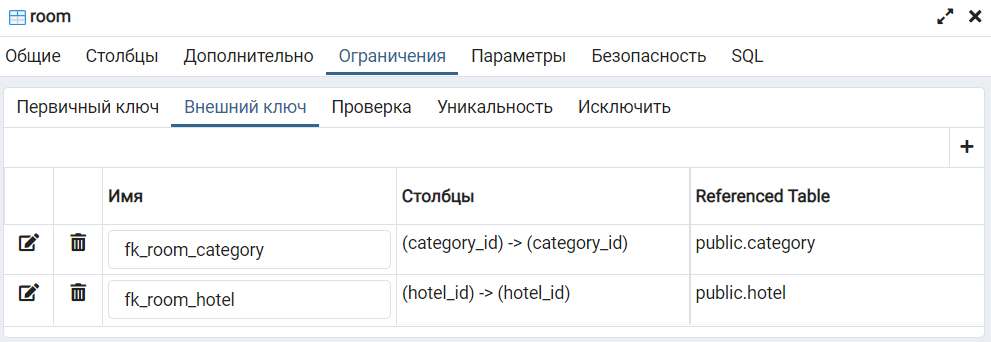 room
Общие Столбцы Дополнительно Ограничения Параметры Безопасность SQL
Первичный ключ Внешний ключ Проверка Уникальность Исключить
Имя Столбцы Referenced Table
fk_room_category (category_id) -> (category_id) public.category
fk_room_hotel (hotel_id) -> (hotel_id) public.hotel